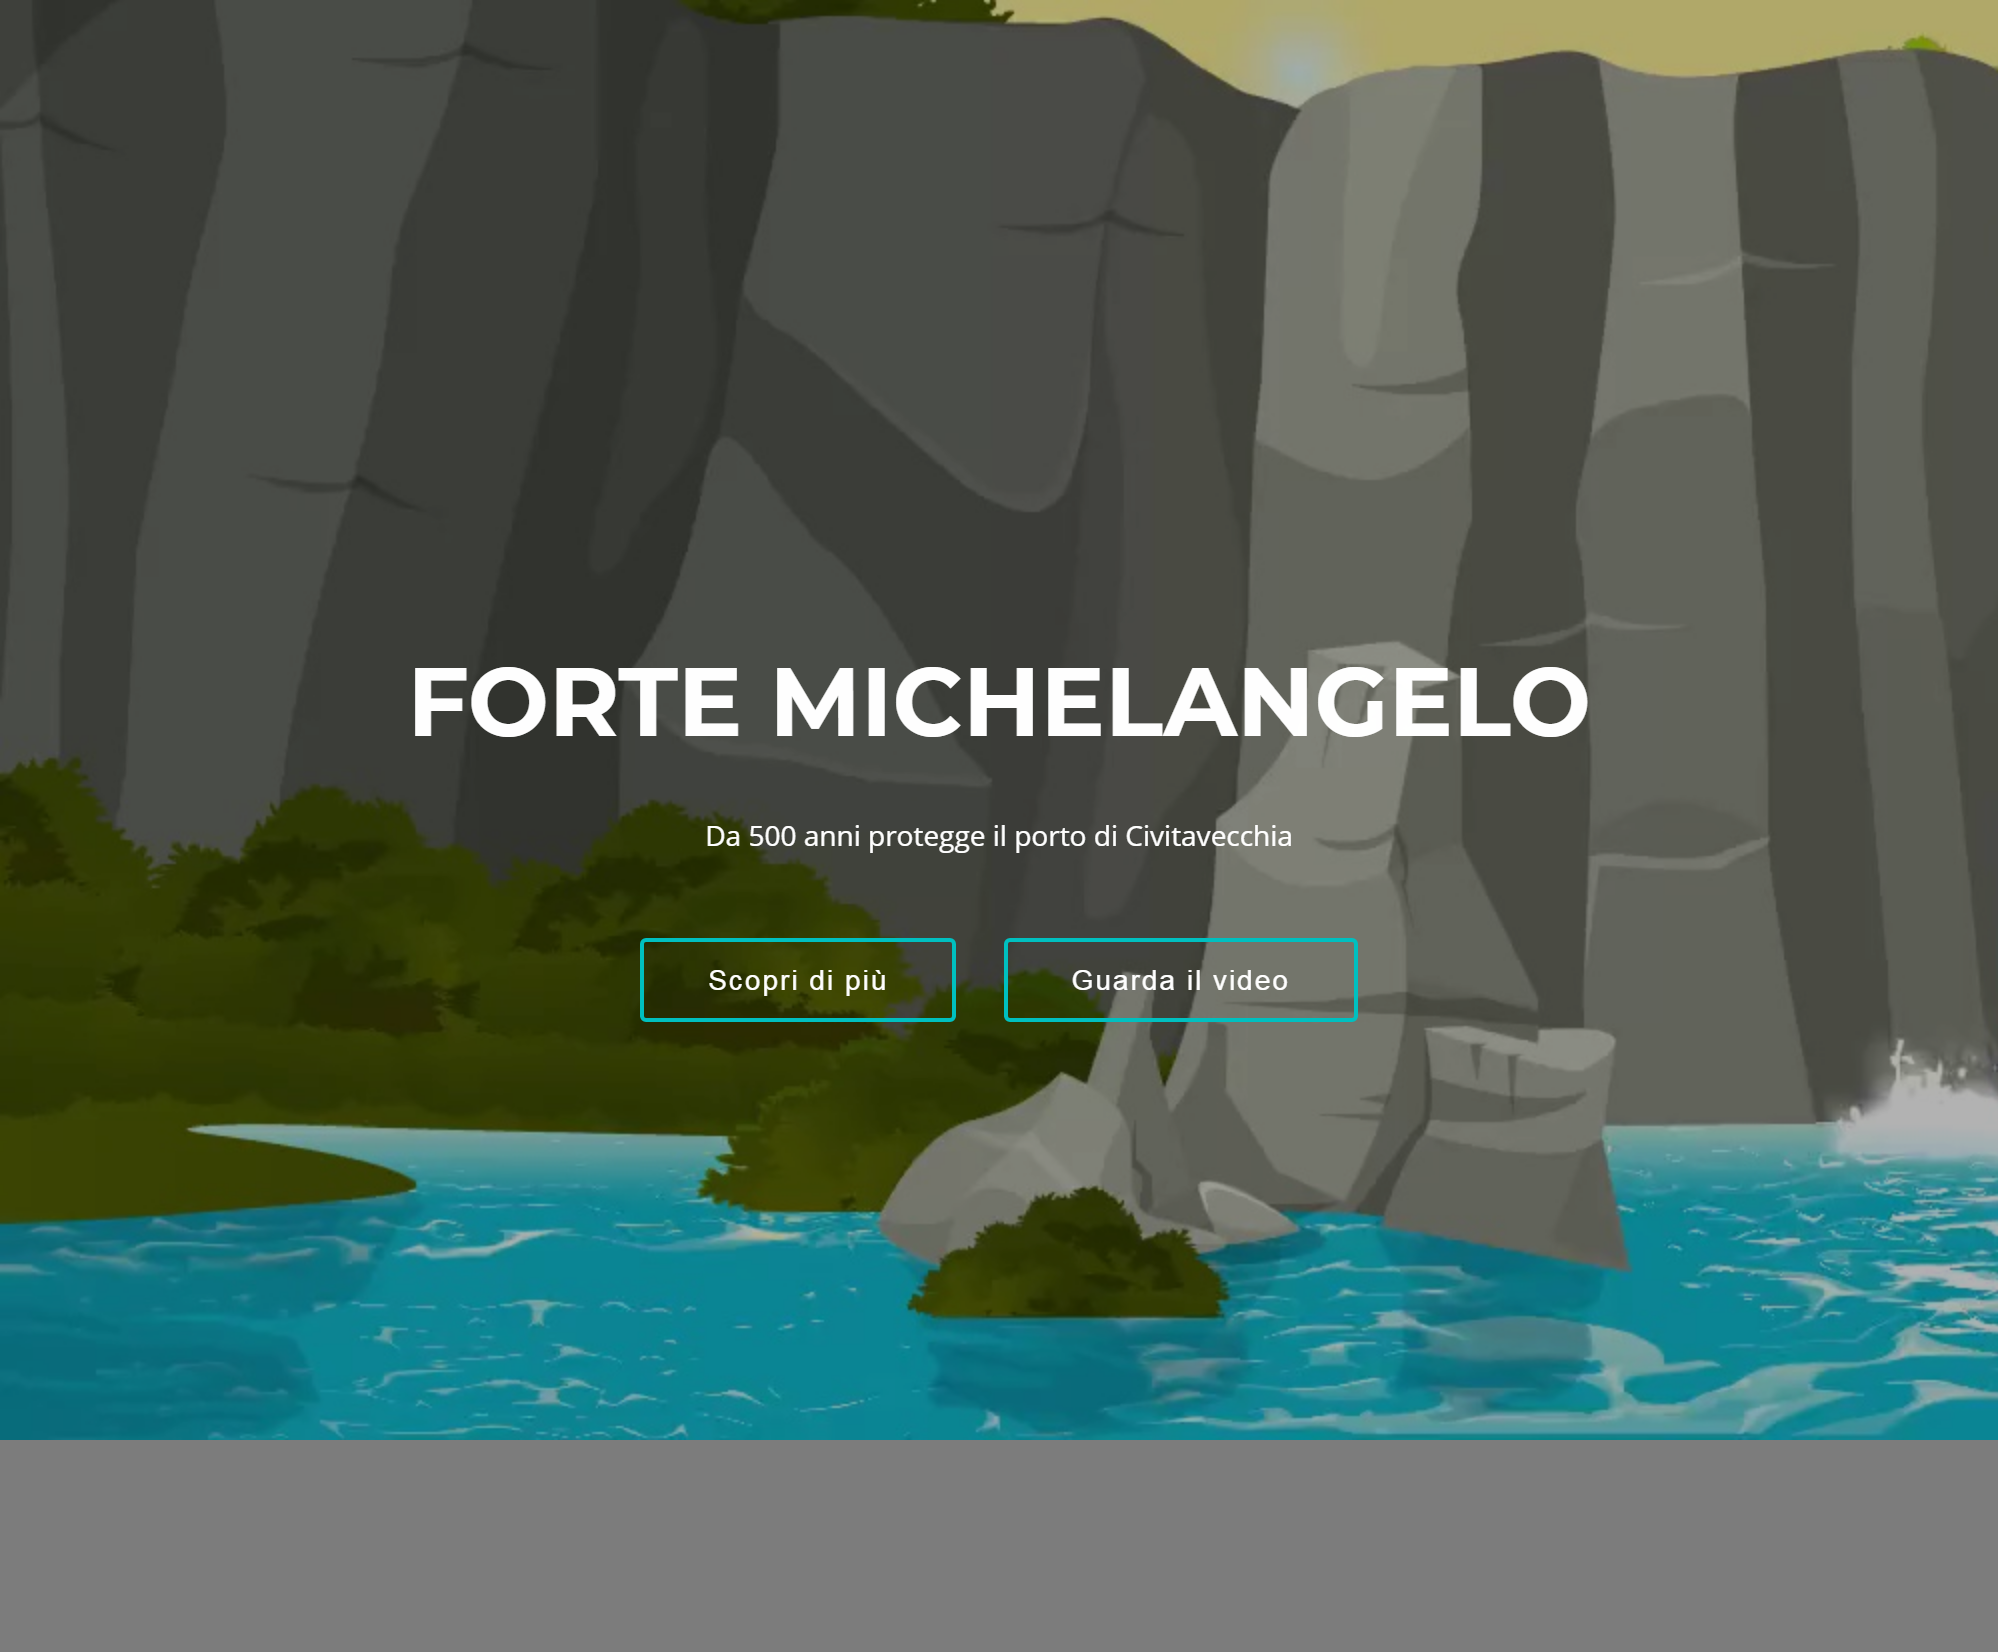 FORTE MICHELANGELO
Da 500 anni protegge il porto di Civitavecchia
Scopri di più
Guarda il video